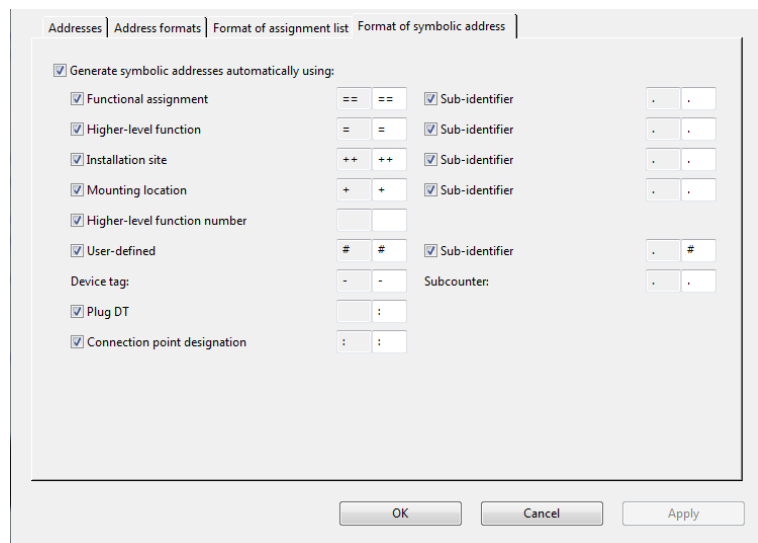 Addresses Address formats Format of assignment list Format of symbolic address
Generate symbolic addresses automatically using:
Functional assignment == == Sub-identifier . .
Higher-level function = = Sub-identifier . .
Installation site ++ ++ Sub-identifier . .
Mounting location + + Sub-identifier . .
Higher-level function number
User-defined # # Sub-identifier . #
Device tag: - - Subcounter: . .
Plug DT :
Connection point designation : :
OK Cancel Apply